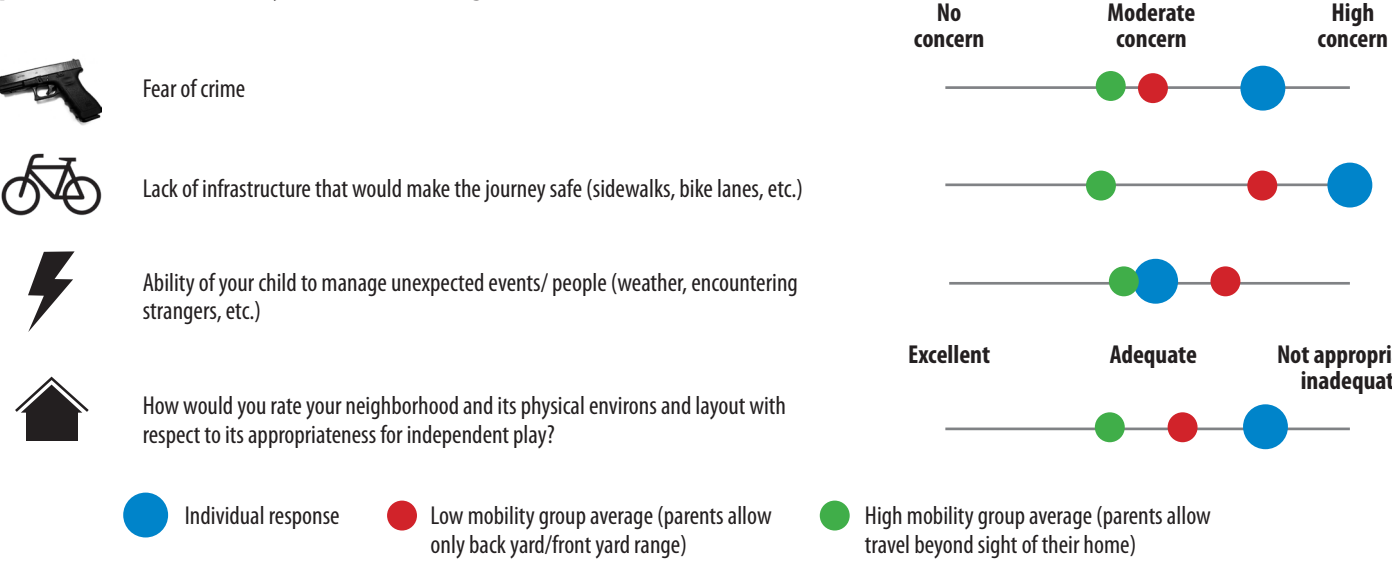 No concern
Moderate concern
High concern
Fear of crime
Lack of infrastructure that would make the journey safe (sidewalks, bike lanes, etc.)
Ability of your child to manage unexpected events/ people (weather, encountering
strangers, etc.)
Excellent
Adequate
Not appropri
inadequat
How would you rate your neighborhood and its physical environs and layout with
respect to its appropriateness for independent play?
Individual response
Low mobility group average (parents allow
only back yard/front yard range)
High mobility group average (parents allow
travel beyond sight of their home)